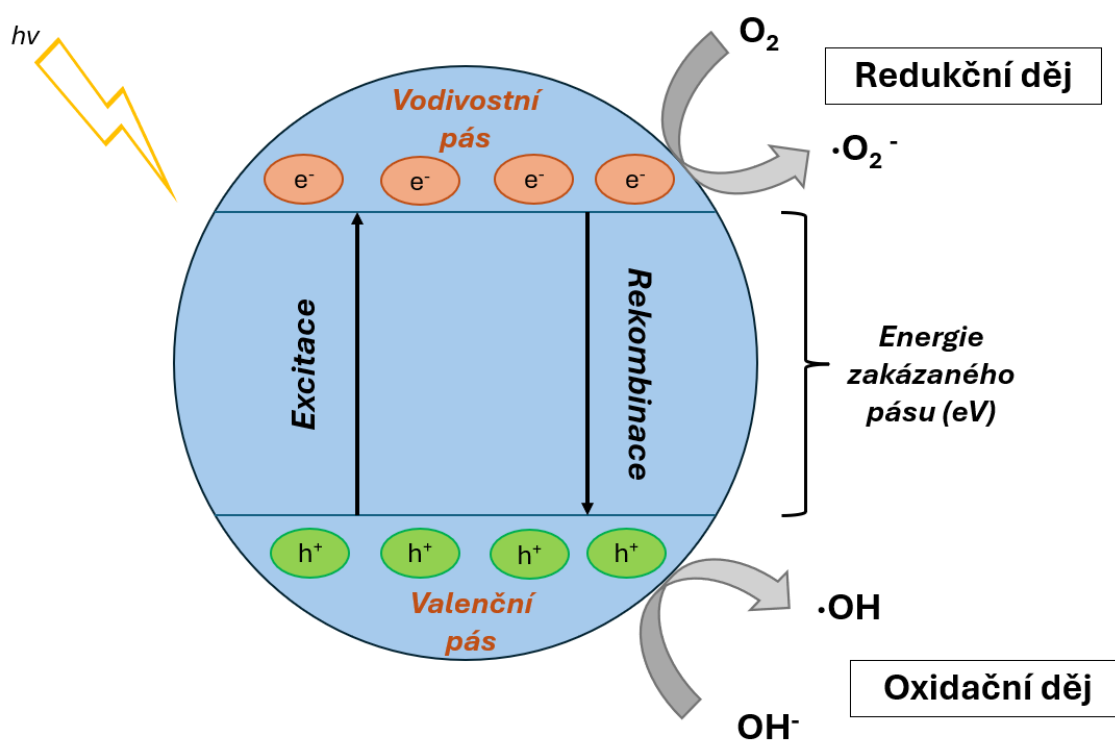 hv
O₂
Redukční děj
Vodivostní
pás
·O₂⁻
e⁻ e⁻ e⁻ e⁻
Excitace
Rekombinace
Energie
zakázaného
pásu (eV)
h⁺ h⁺ h⁺ h⁺
Valenční
pás
·OH
Oxidační děj
OH⁻